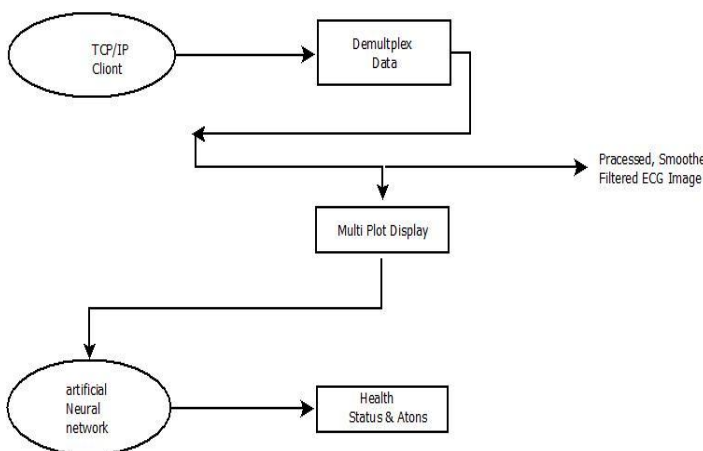 TCP/IP
Cliont
Demultplex
Data
Pracessed, Smoothe
Filtered ECG Image
Multi Plot Display
artificial
Neural
network
Health
Status & Atons